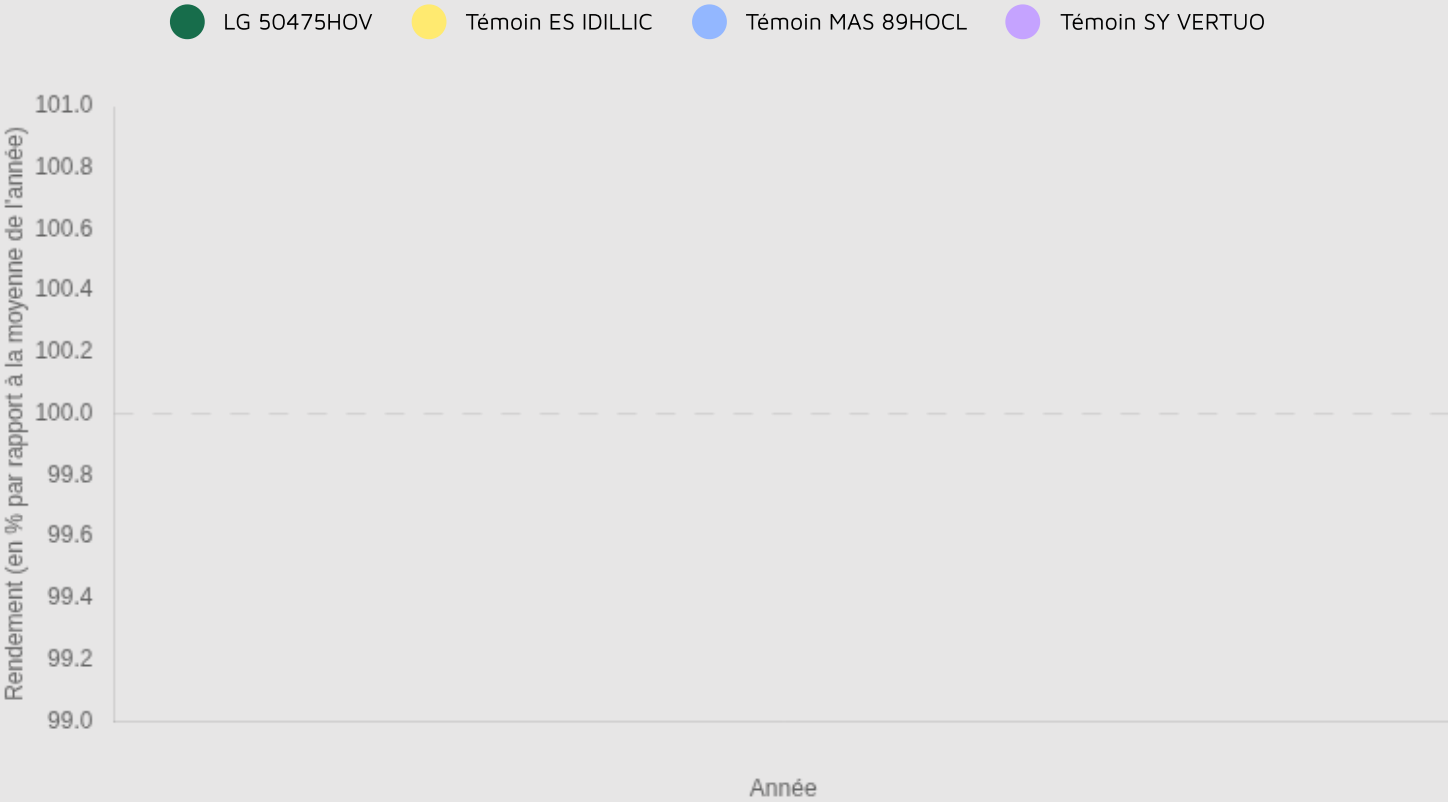 LG 50475HOV
Témoin ES IDILLIC
Témoin MAS 89HOCL
Témoin SY VERTUO
Rendement (en % par rapport à la moyenne de l'année)
101.0
100.8
100.6
100.4
100.2
100.0
99.8
99.6
99.4
99.2
99.0
Année